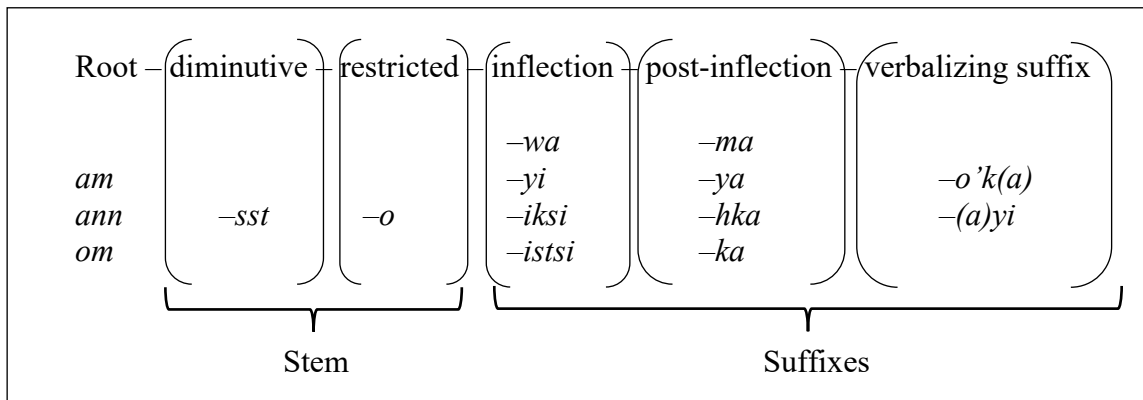 Root – diminutive – restricted – inflection – post-inflection – verbalizing suffix
–wa –ma
am –yi –ya –o’k(a)
ann –sst –o –iksi –hka –(a)yi
om –istsi –ka
Stem Suffixes